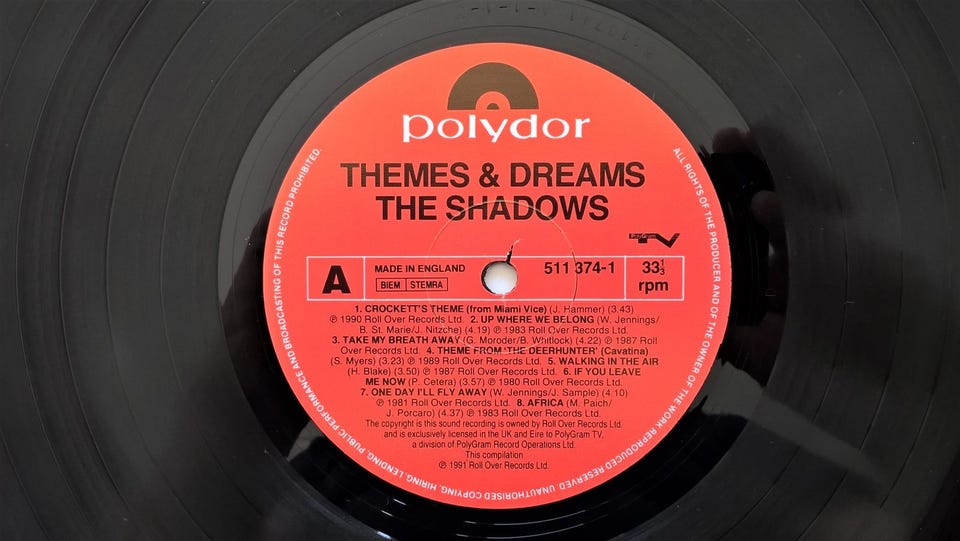 polydor
THEMES & DREAMS
THE SHADOWS
PolyGram TV
A
MADE IN ENGLAND
BIEM STEMRA
511 374-1
33⅓
rpm
1. CROCKETT'S THEME (from Miami Vice) (J. Hammer) (3.43)
℗ 1990 Roll Over Records Ltd. 2. UP WHERE WE BELONG (W. Jennings/
B. St. Marie/J. Nitzche) (4.19) ℗ 1983 Roll Over Records Ltd.
3. TAKE MY BREATH AWAY (G. Moroder/B. Whitlock) (4.22) ℗ 1987 Roll
Over Records Ltd. 4. THEME FROM 'THE DEERHUNTER' (Cavatina)
(S. Myers) (3.23) ℗ 1989 Roll Over Records Ltd. 5. WALKING IN THE AIR
(H. Blake) (3.50) ℗ 1987 Roll Over Records Ltd. 6. IF YOU LEAVE
ME NOW (P. Cetera) (3.57) ℗ 1980 Roll Over Records Ltd.
7. ONE DAY I'LL FLY AWAY (W. Jennings/J. Sample) (4.10)
℗ 1981 Roll Over Records Ltd. 8. AFRICA (M. Paich/
J. Porcaro) (4.37) ℗ 1983 Roll Over Records Ltd.
The copyright is this sound recording is owned by Roll Over Records Ltd.
and is exclusively licensed in the UK and Eire to PolyGram TV.
a division of PolyGram Record Operations Ltd.
This compilation
℗ 1991 Roll Over Records Ltd.
ALL RIGHTS OF THE PRODUCER AND OF THE OWNER OF THE WORK REPRODUCED RESERVED. UNAUTHORISED COPYING, HIRING, LENDING, PUBLIC PERFORMANCE AND BROADCASTING OF THIS RECORD PROHIBITED.